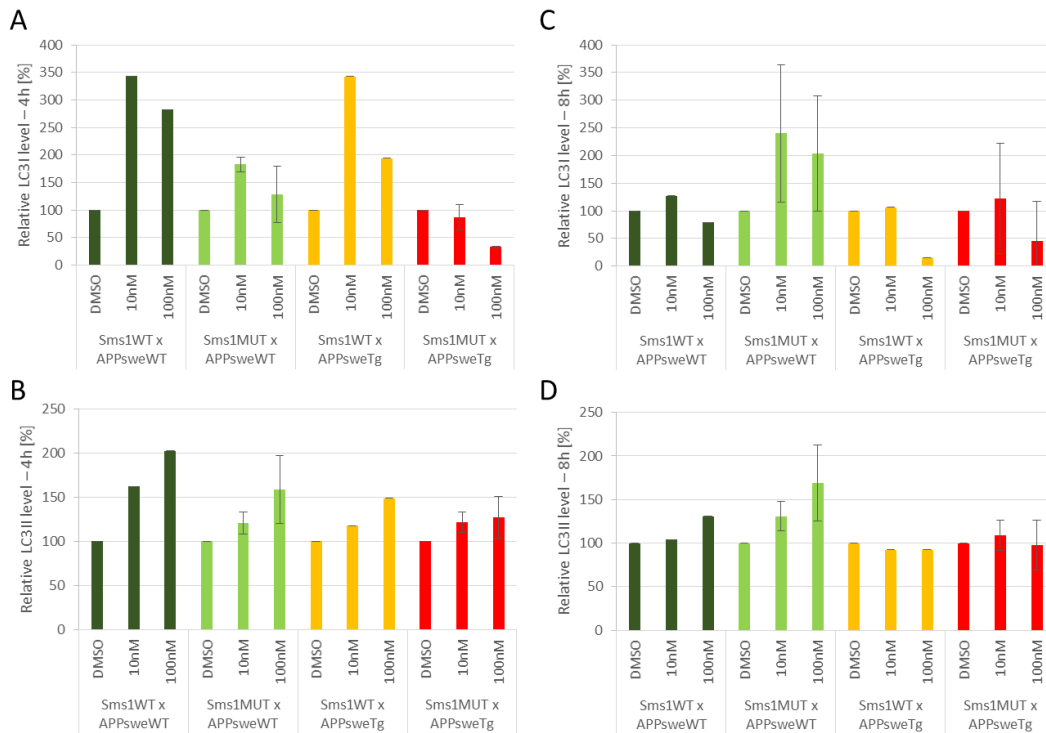 A
Relative LC3I level – 4h [%]
400
350
300
250
200
150
100
50
0
DMSO 10nM 100nM DMSO 10nM 100nM DMSO 10nM 100nM DMSO 10nM 100nM
Sms1WT x Sms1MUT x Sms1WT x Sms1MUT x
APPsweWT APPsweWT APPsweTg APPsweTg
B
Relative LC3II level – 4h [%]
250
200
150
100
50
0
DMSO 10nM 100nM DMSO 10nM 100nM DMSO 10nM 100nM DMSO 10nM 100nM
Sms1WT x Sms1MUT x Sms1WT x Sms1MUT x
APPsweWT APPsweWT APPsweTg APPsweTg
C
Relative LC3I level – 8h [%]
400
350
300
250
200
150
100
50
0
DMSO 10nM 100nM DMSO 10nM 100nM DMSO 10nM 100nM DMSO 10nM 100nM
Sms1WT x Sms1MUT x Sms1WT x Sms1MUT x
APPsweWT APPsweWT APPsweTg APPsweTg
D
Relative LC3II level – 8h [%]
250
200
150
100
50
0
DMSO 10nM 100nM DMSO 10nM 100nM DMSO 10nM 100nM DMSO 10nM 100nM
Sms1WT x Sms1MUT x Sms1WT x Sms1MUT x
APPsweWT APPsweWT APPsweTg APPsweTg